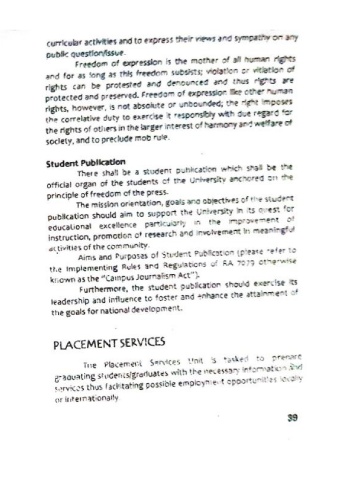 curricular activities and to express their views and sympathy on any
public question/issue.
Freedom of expression is the mother of all human rights
and for as long as this freedom subsists; violation or vitiation of
rights can be protested and denounced and thus rights are
protected and preserved. Freedom of expression like other human
rights, however, is not absolute or unbounded; the right imposes
the correlative duty to exercise it responsibly with due regard for
the rights of others in the larger interest of harmony and welfare of
society, and to preclude mob rule.
Student Publication
There shall be a student publication which shall be the
official organ of the students of the University anchored on the
principle of freedom of the press.
The mission orientation, goals and objectives of the student
publication should aim to support the University in its quest for
educational excellence particularly in the improvement of
instruction, promotion of research and involvement in meaningful
activities of the community.
Aims and Purposes of Student Publication (please refer to
the Implementing Rules and Regulations of RA 7079 otherwise
known as the "Campus Journalism Act").
Furthermore, the student publication should exercise its
leadership and influence to foster and enhance the attainment of
the goals for national development.
PLACEMENT SERVICES
The Placement Services Unit is tasked to prepare
graduating students/graduates with the necessary information and
services thus facilitating possible employment opportunities locally
or internationally
39